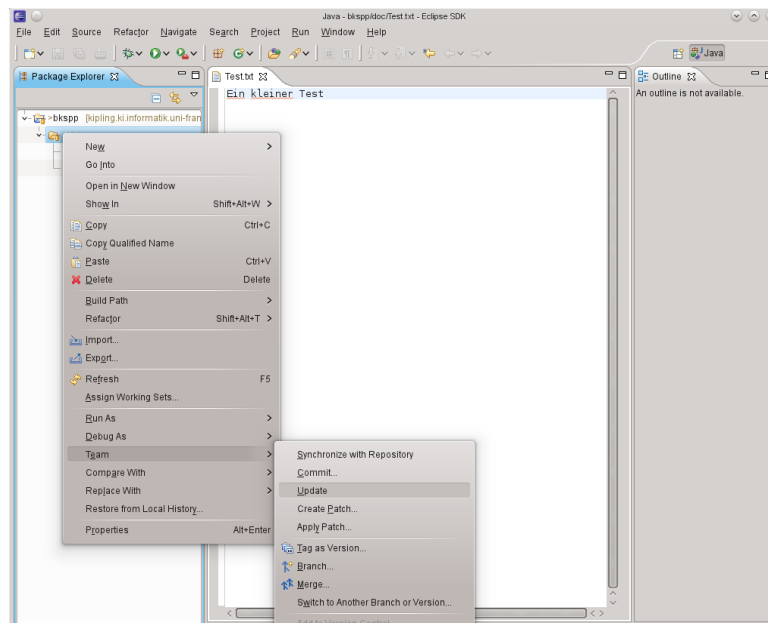 Java - bkspp/doc/Test.txt - Eclipse SDK
File Edit Source Refactor Navigate Search Project Run Window Help
Java
Package Explorer
Test.txt
Outline
Ein kleiner Test
An outline is not available.
>bkspp [kipling.ki.informatik.uni-fran
New
Go Into
Open in New Window
Show In Shift+Alt+W >
Copy Ctrl+C
Copy Qualified Name
Paste Ctrl+V
Delete Delete
Build Path >
Refactor Shift+Alt+T >
Import...
Export...
Refresh F5
Assign Working Sets...
Run As >
Debug As >
Team >
Compare With >
Replace With >
Restore from Local History...
Properties Alt+Enter
Synchronize with Repository
Commit...
Update
Create Patch...
Apply Patch...
Tag as Version...
Branch...
Merge...
Switch to Another Branch or Version...
Add to Version Control